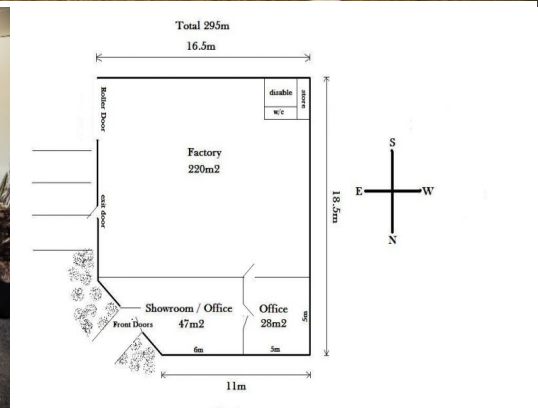 Total 295m
16.5m
Roller Door
disable
w/c
store
Factory
220m2
S
E
W
N
exit door
18.5m
Showroom / Office
47m2
Office
28m2
5m
Front Doors
6m
5m
11m